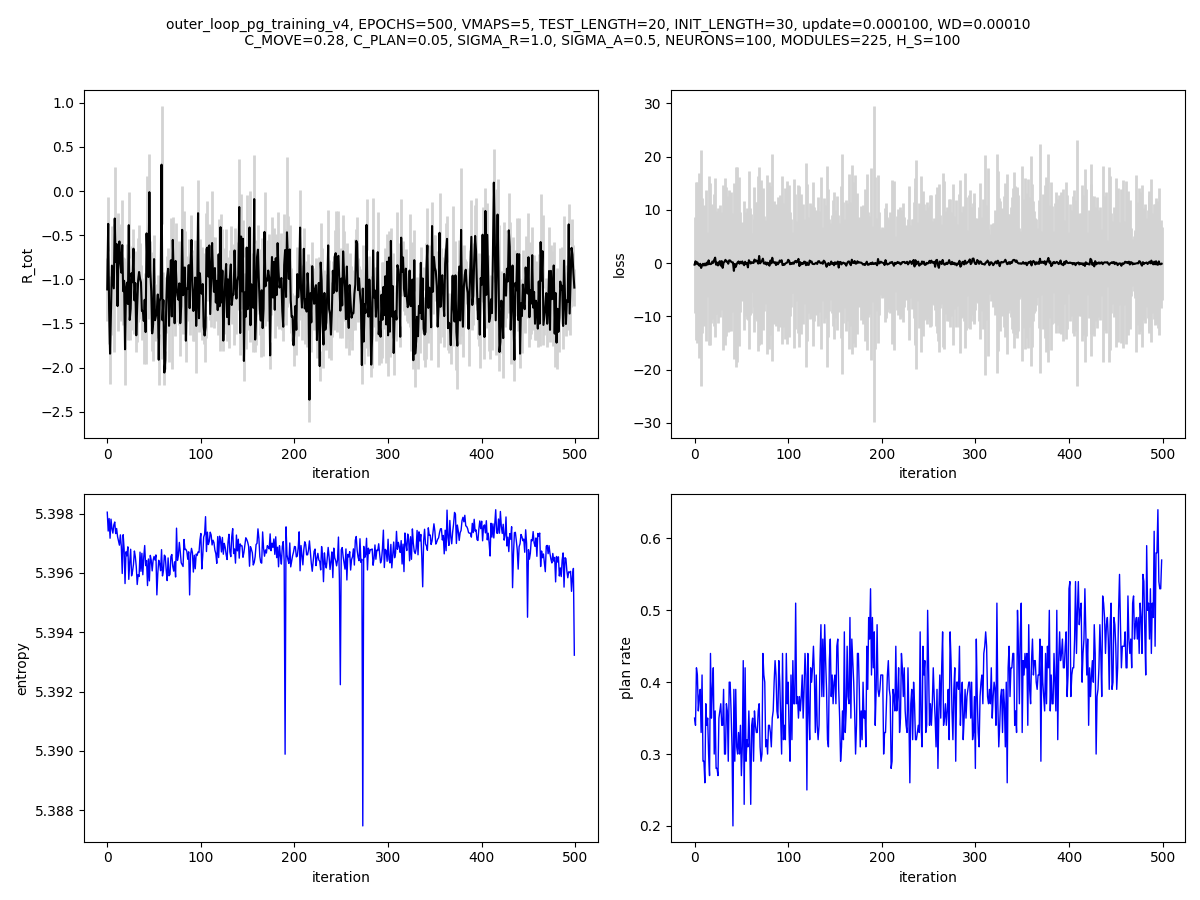 outer_loop_pg_training_v4, EPOCHS=500, VMAPS=5, TEST_LENGTH=20, INIT_LENGTH=30, update=0.000100, WD=0.00010
C_MOVE=0.28, C_PLAN=0.05, SIGMA_R=1.0, SIGMA_A=0.5, NEURONS=100, MODULES=225, H_S=100
R_tot
1.0
0.5
0.0
−0.5
−1.0
−1.5
−2.0
−2.5
0 100 200 300 400 500
iteration
loss
30
20
10
0
−10
−20
−30
0 100 200 300 400 500
iteration
entropy
5.398
5.396
5.394
5.392
5.390
5.388
0 100 200 300 400 500
iteration
plan rate
0.6
0.5
0.4
0.3
0.2
0 100 200 300 400 500
iteration